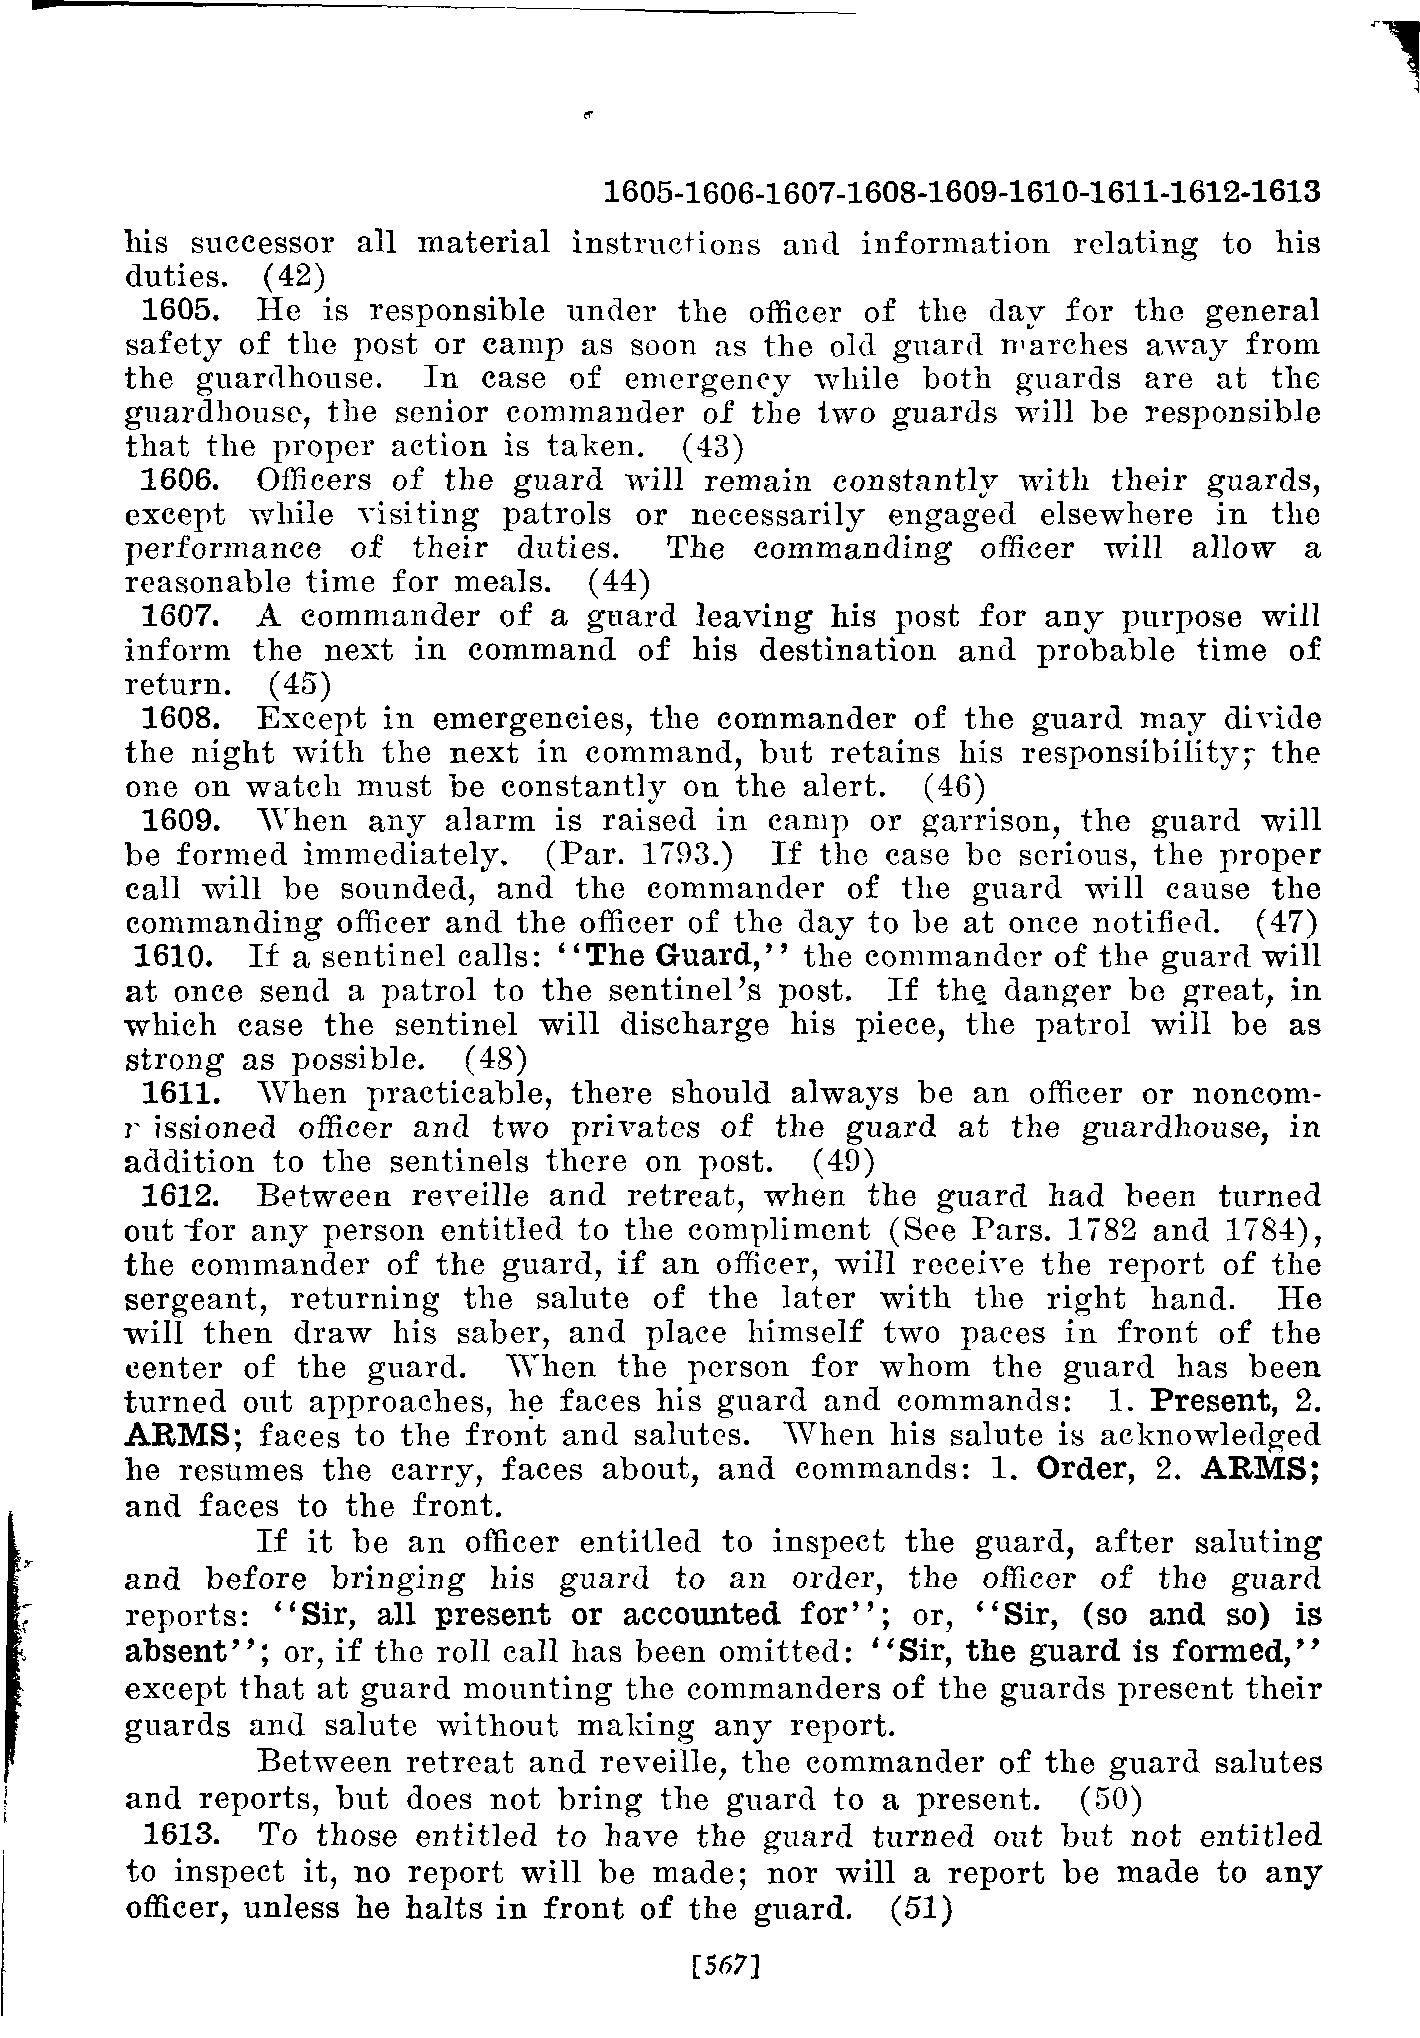 1605-1606-1607-1608-1609-1610-1611-1612-1613
his successor all material instructions and information relating to his
duties. (42)
1605. He is responsible under the officer of the day for the general
safety of the post or camp as soon as the old guard marches away from
the guardhouse. In case of emergency while both guards are at the
guardhouse, the senior commander of the two guards will be responsible
that the proper action is taken. (43)
1606. Officers of the guard will remain constantly with their guards,
except while visiting patrols or necessarily engaged elsewhere in the
performance of their duties. The commanding officer will allow a
reasonable time for meals. (44)
1607. A commander of a guard leaving his post for any purpose will
inform the next in command of his destination and probable time of
return. (45)
1608. Except in emergencies, the commander of the guard may divide
the night with the next in command, but retains his responsibility; the
one on watch must be constantly on the alert. (46)
1609. When any alarm is raised in camp or garrison, the guard will
be formed immediately. (Par. 1793.) If the case be serious, the proper
call will be sounded, and the commander of the guard will cause the
commanding officer and the officer of the day to be at once notified. (47)
1610. If a sentinel calls: "The Guard," the commander of the guard will
at once send a patrol to the sentinel's post. If the danger be great, in
which case the sentinel will discharge his piece, the patrol will be as
strong as possible. (48)
1611. When practicable, there should always be an officer or noncom-
r issioned officer and two privates of the guard at the guardhouse, in
addition to the sentinels there on post. (49)
1612. Between reveille and retreat, when the guard had been turned
out for any person entitled to the compliment (See Pars. 1782 and 1784),
the commander of the guard, if an officer, will receive the report of the
sergeant, returning the salute of the later with the right hand. He
will then draw his saber, and place himself two paces in front of the
center of the guard. When the person for whom the guard has been
turned out approaches, he faces his guard and commands: 1. Present, 2.
ARMS; faces to the front and salutes. When his salute is acknowledged
he resumes the carry, faces about, and commands: 1. Order, 2. ARMS;
and faces to the front.
If it be an officer entitled to inspect the guard, after saluting
and before bringing his guard to an order, the officer of the guard
reports: "Sir, all present or accounted for"; or, "Sir, (so and so) is
absent"; or, if the roll call has been omitted: "Sir, the guard is formed,"
except that at guard mounting the commanders of the guards present their
guards and salute without making any report.
Between retreat and reveille, the commander of the guard salutes
and reports, but does not bring the guard to a present. (50)
1613. To those entitled to have the guard turned out but not entitled
to inspect it, no report will be made; nor will a report be made to any
officer, unless he halts in front of the guard. (51)
[567]